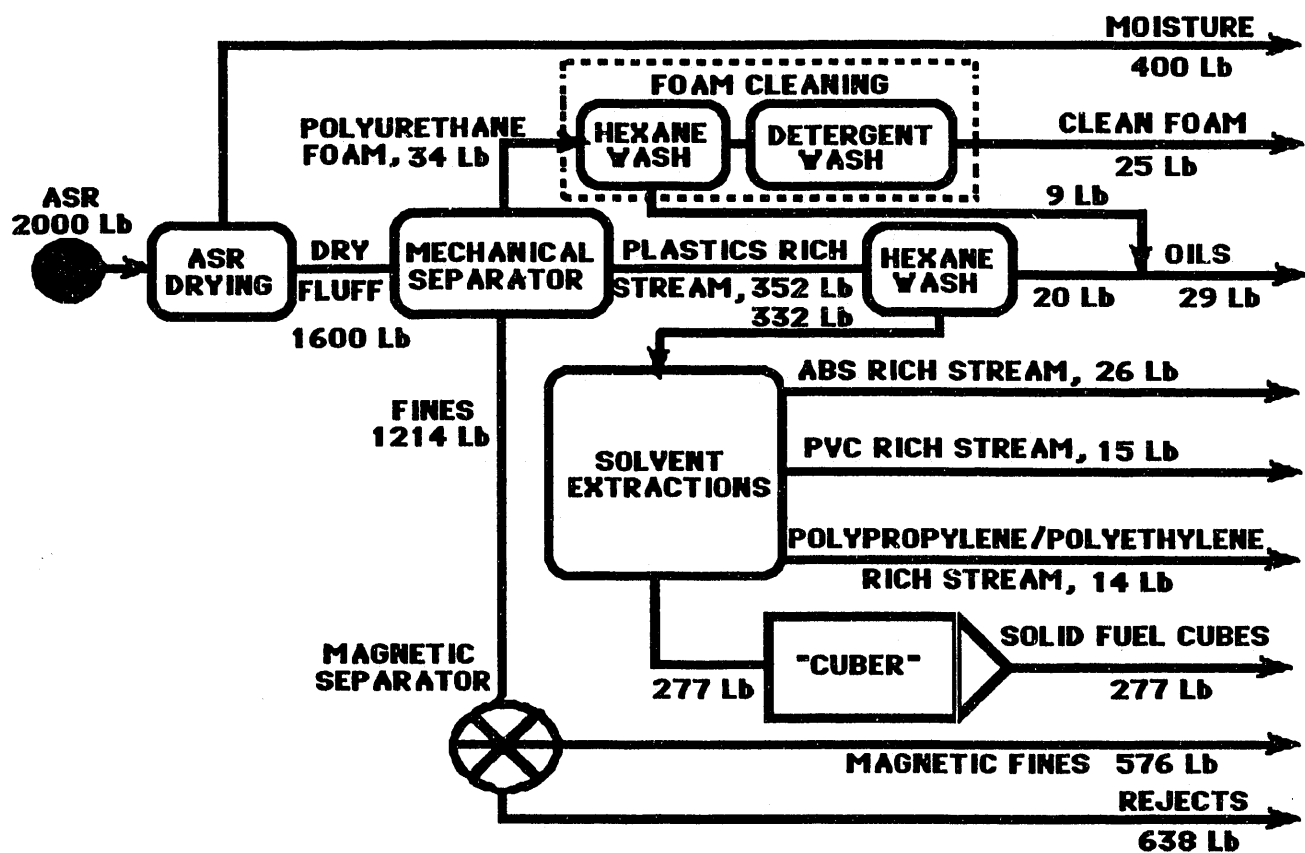 MOISTURE
400 Lb
FOAM CLEANING
POLYURETHANE
FOAM, 34 Lb
HEXANE
WASH
DETERGENT
WASH
CLEAN FOAM
25 Lb
9 Lb
ASR
2000 Lb
ASR
DRYING
DRY
FLUFF
1600 Lb
MECHANICAL
SEPARATOR
PLASTICS RICH
STREAM, 352 Lb
332 Lb
HEXANE
WASH
20 Lb
OILS
29 Lb
ABS RICH STREAM, 26 Lb
FINES
1214 Lb
SOLVENT
EXTRACTIONS
PVC RICH STREAM, 15 Lb
POLYPROPYLENE/POLYETHYLENE
RICH STREAM, 14 Lb
MAGNETIC
SEPARATOR
277 Lb
"CUBER"
SOLID FUEL CUBES
277 Lb
MAGNETIC FINES 576 Lb
REJECTS
638 Lb